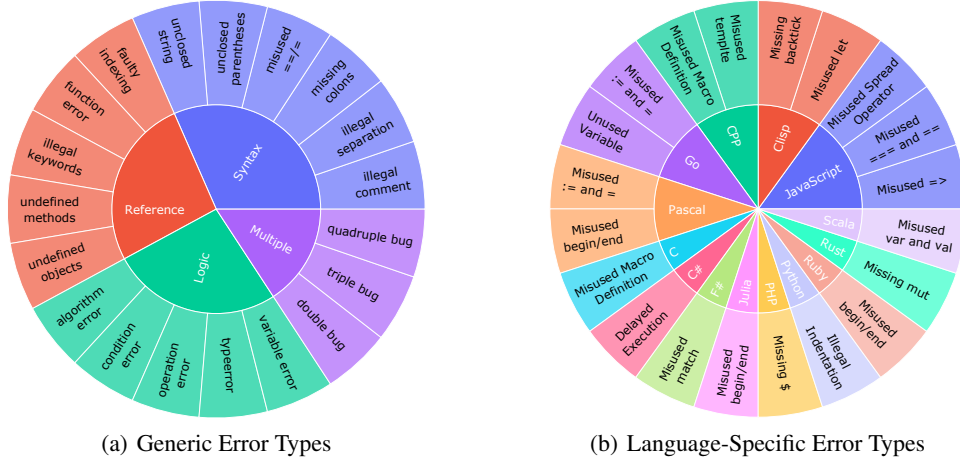 unclosed
string
unclosed
parentheses
misused
==/=
missing
colons
illegal
separation
illegal
comment
Syntax
faulty
indexing
function
error
illegal
keywords
undefined
methods
undefined
objects
Reference
algorithm
error
condition
error
operation
error
typeerror
variable error
Logic
double bug
triple bug
quadruple bug
Multiple
(a) Generic Error Types
Missing
backtick
Misused let
Clisp
Misused Spread
Operator
Misused
=== and ==
Misused =>
JavaScript
Misused
var and val
Scala
Missing mut
Rust
Misused
begin/end
Ruby
Illegal
Indentation
Python
Missing $
PHP
Misused
begin/end
Julia
Misused
match
F#
Delayed
Execution
C#
Misused Macro
Definition
C
Misused
begin/end
Misused
:= and =
Pascal
Unused
Variable
Misused
:= and =
Go
Misused Macro
Definition
Misused
templte
CPP
(b) Language-Specific Error Types